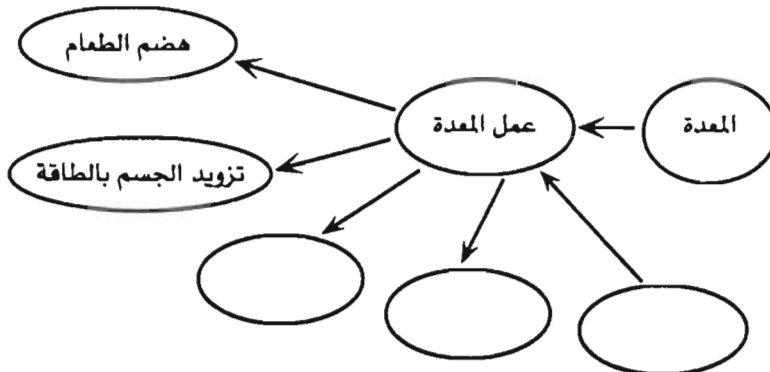 هضم الطعام
المعدة
عمل المعدة
تزويد الجسم بالطاقة